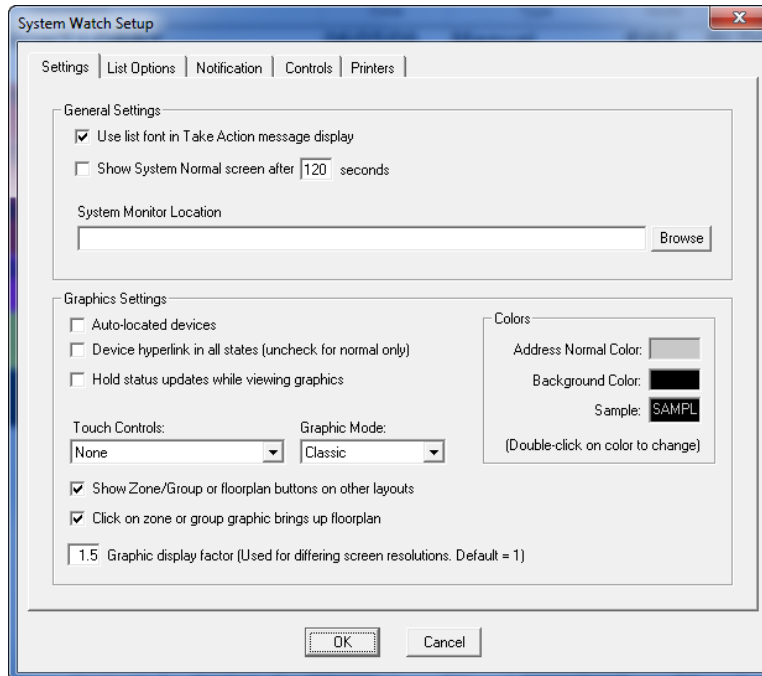 System Watch Setup
Settings
List Options
Notification
Controls
Printers
General Settings
Use list font in Take Action message display
Show System Normal screen after 120 seconds
System Monitor Location
Browse
Graphics Settings
Auto-located devices
Device hyperlink in all states (uncheck for normal only)
Hold status updates while viewing graphics
Colors
Address Normal Color:
Background Color:
Sample: SAMPL
(Double-click on color to change)
Touch Controls:
Graphic Mode:
None
Classic
Show Zone/Group or floorplan buttons on other layouts
Click on zone or group graphic brings up floorplan
1.5 Graphic display factor (Used for differing screen resolutions. Default = 1)
OK
Cancel